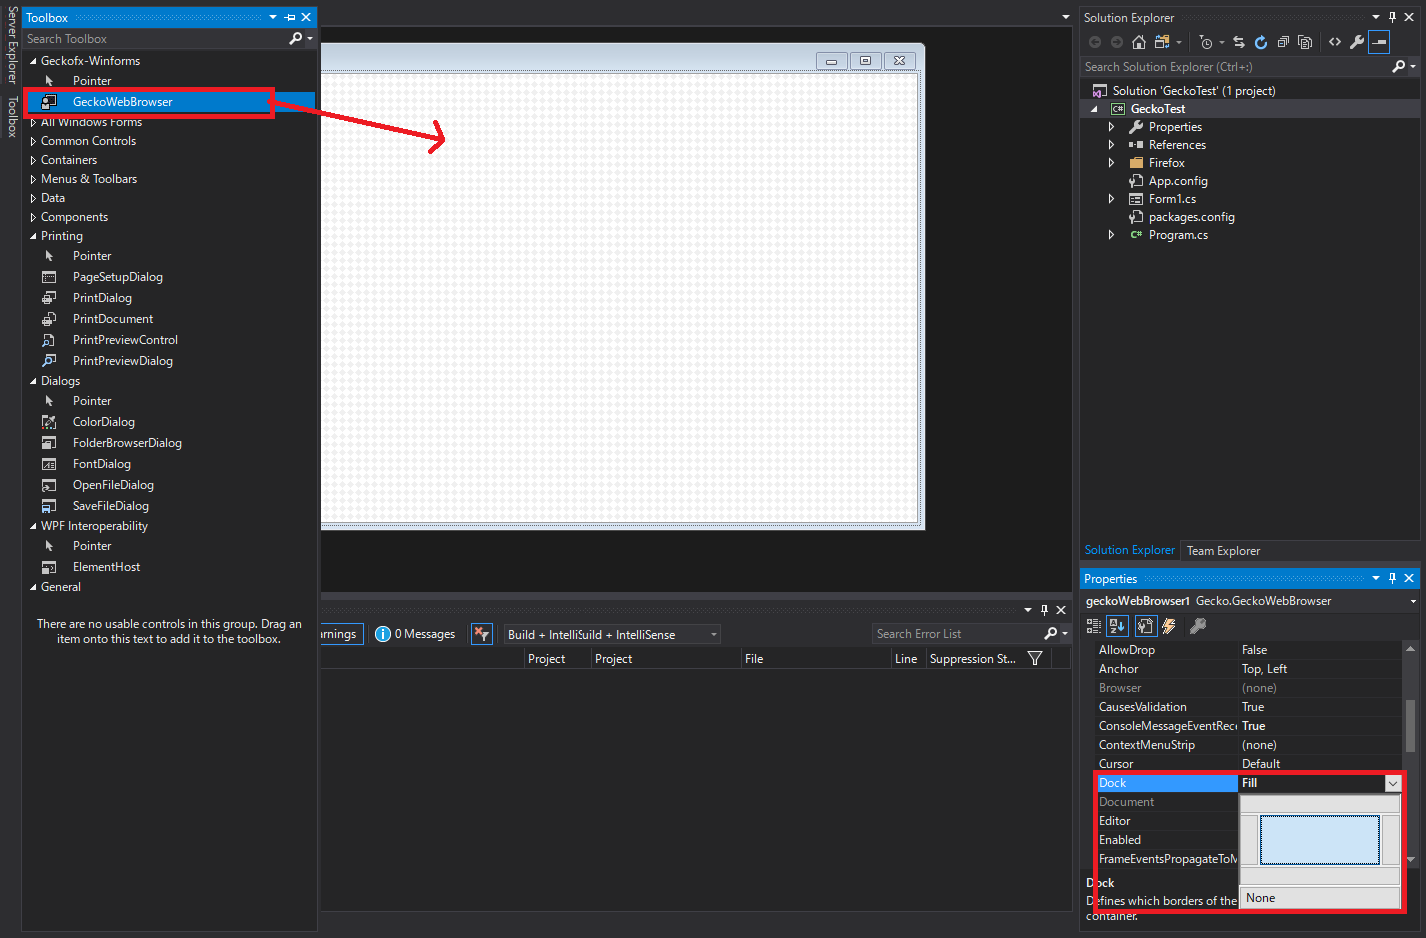 Server Explorer
Toolbox
Toolbox
Search Toolbox
Geckofx-Winforms
Pointer
GeckoWebBrowser
All Windows Forms
Common Controls
Containers
Menus & Toolbars
Data
Components
Printing
Pointer
PageSetupDialog
PrintDialog
PrintDocument
PrintPreviewControl
PrintPreviewDialog
Dialogs
Pointer
ColorDialog
FolderBrowserDialog
FontDialog
OpenFileDialog
SaveFileDialog
WPF Interoperability
Pointer
ElementHost
General
There are no usable controls in this group. Drag an
item onto this text to add it to the toolbox.
arnings
0 Messages
Build + IntelliSuild + IntelliSense
Search Error List
Project
Project
File
Line
Suppression St...
Solution Explorer
Search Solution Explorer (Ctrl+;)
Solution 'GeckoTest' (1 project)
C# GeckoTest
Properties
References
Firefox
App.config
Form1.cs
packages.config
C# Program.cs
Solution Explorer
Team Explorer
Properties
geckoWebBrowser1 Gecko.GeckoWebBrowser
AllowDrop False
Anchor Top, Left
Browser (none)
CausesValidation True
ConsoleMessageEventRece True
ContextMenuStrip (none)
Cursor Default
Dock Fill
Document
Editor
Enabled
FrameEventsPropagateToM
None
Dock
Defines which borders of the
container.